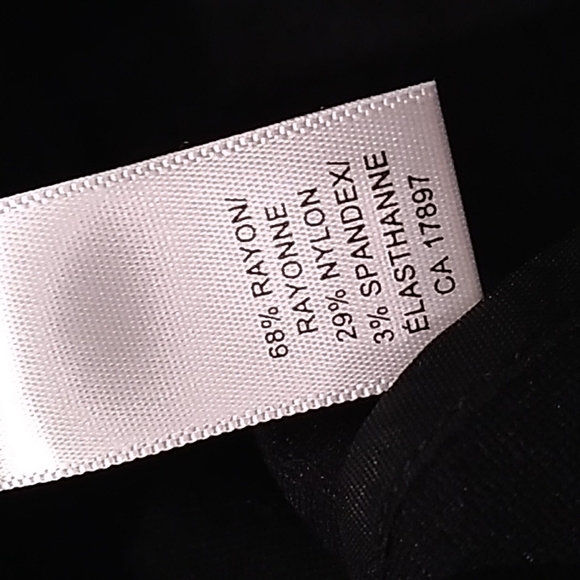 68% RAYON/
RAYONNE
29% NYLON
3% SPANDEX/
ÉLASTHANNE
CA 17897